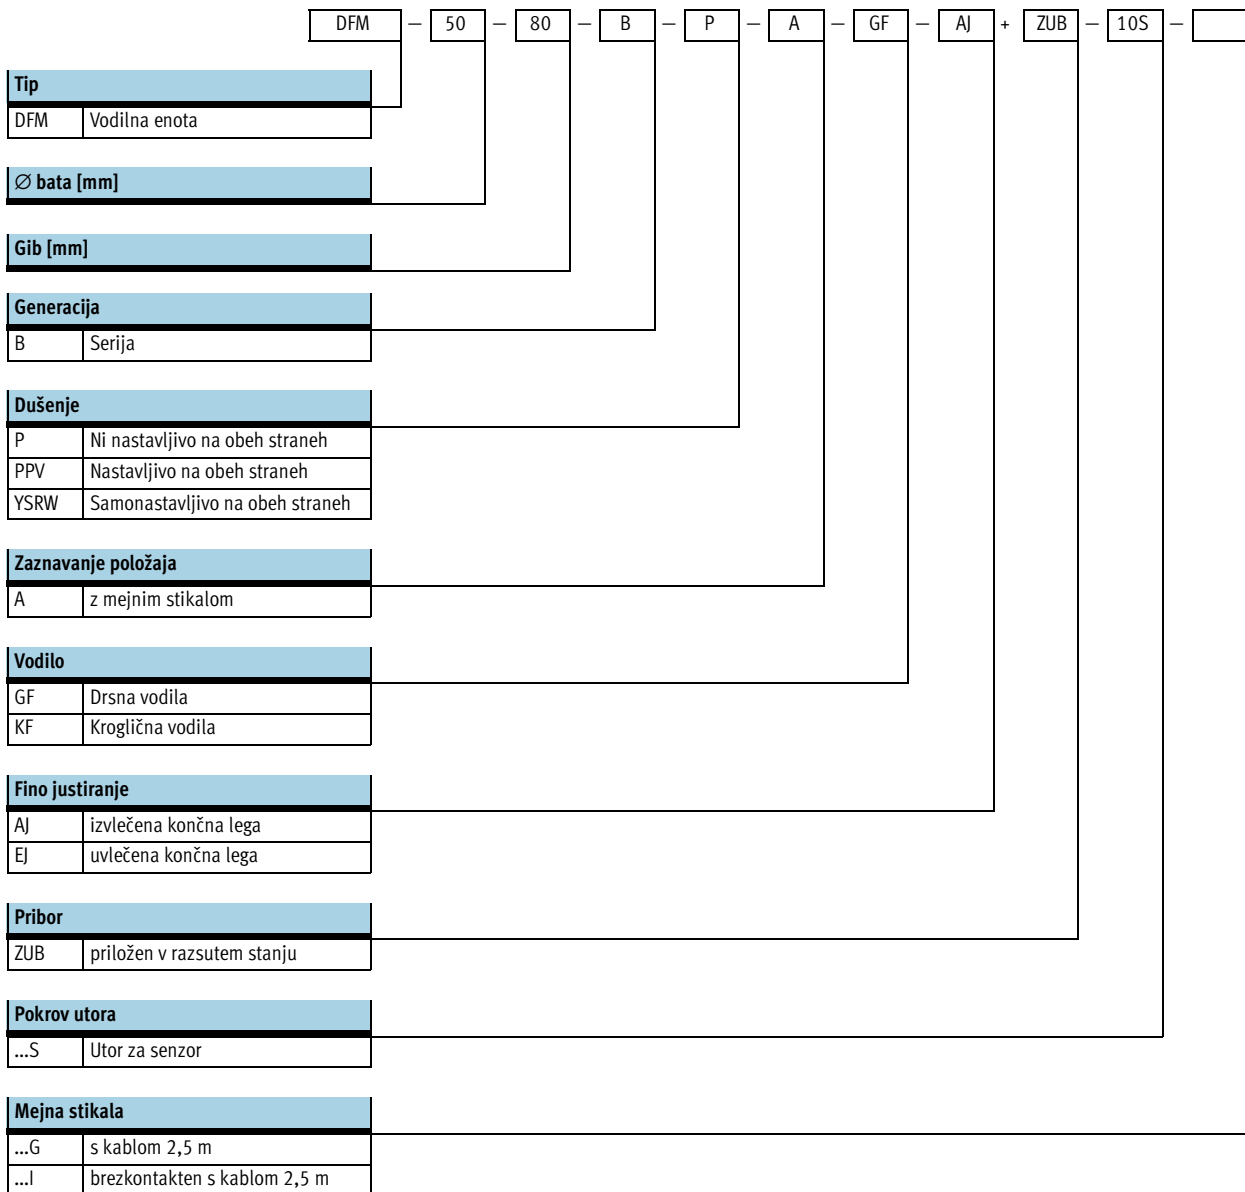 DFM — 50 — 80 — B — P — A — GF — AJ + ZUB — 10S —
Tip
DFM Vodilna enota
∅ bata [mm]
Gib [mm]
Generacija
B Serija
Dušenje
P Ni nastavljivo na obeh straneh
PPV Nastavljivo na obeh straneh
YSRW Samonastavljivo na obeh straneh
Zaznavanje položaja
A z mejnim stikalom
Vodilo
GF Drsna vodila
KF Kroglična vodila
Fino justiranje
AJ izvlečena končna lega
EJ uvlečena končna lega
Pribor
ZUB priložen v razsutem stanju
Pokrov utora
...S Utor za senzor
Mejna stikala
...G s kablom 2,5 m
...I brezkontakten s kablom 2,5 m